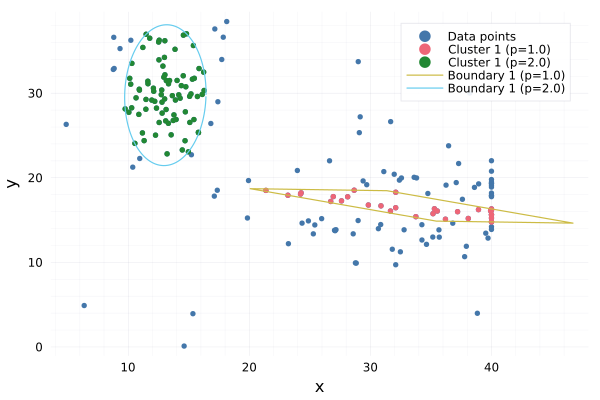 Data points
Cluster 1 (p=1.0)
Cluster 1 (p=2.0)
Boundary 1 (p=1.0)
Boundary 1 (p=2.0)
30
20
10
0
y
10 20 30 40
x